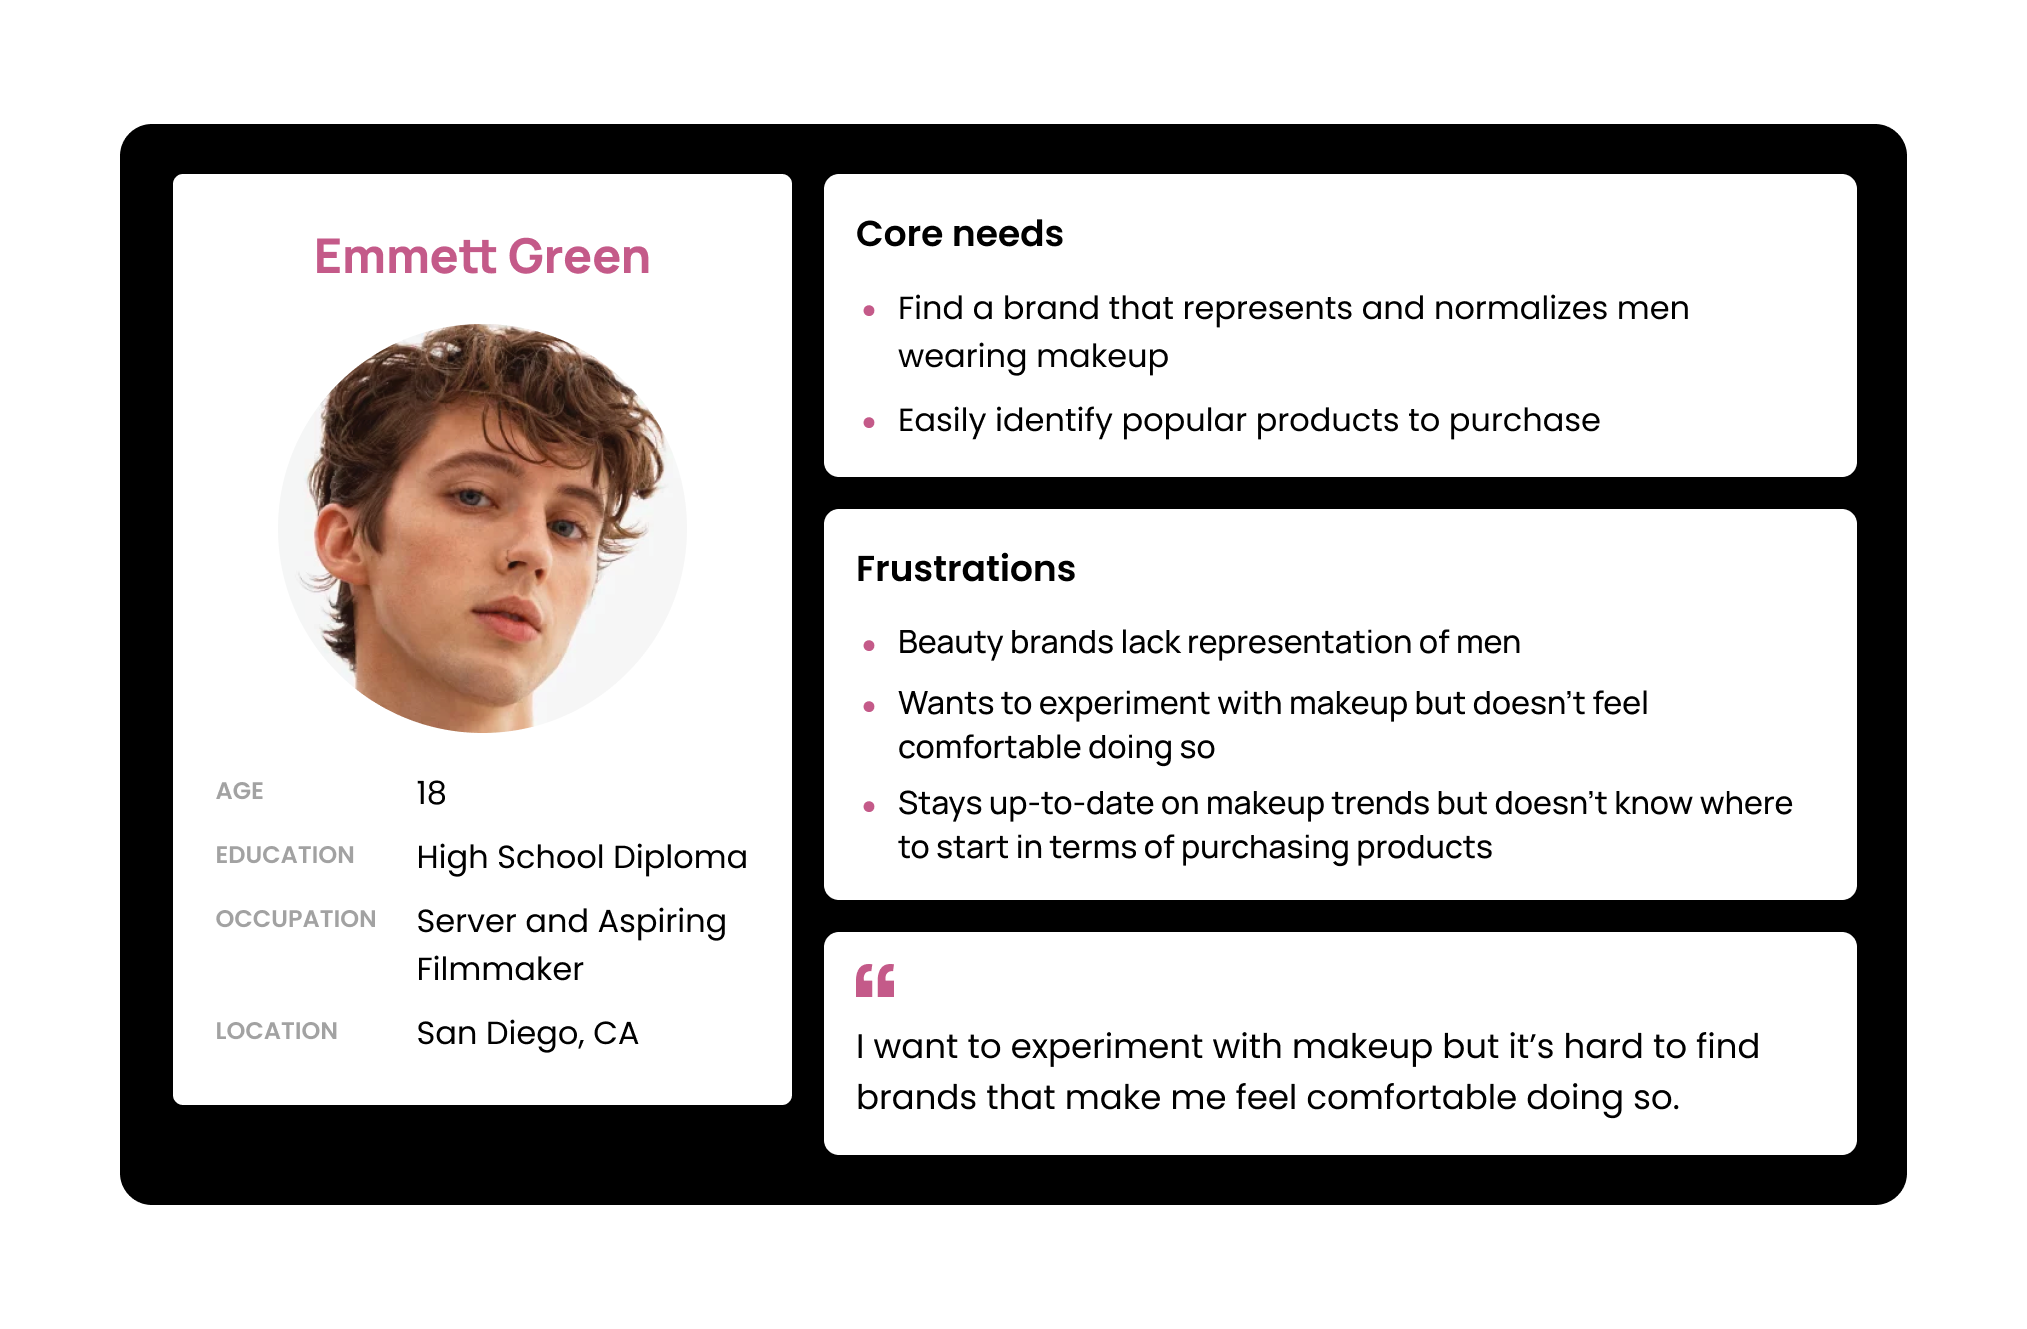 Emmett Green
AGE 18
EDUCATION High School Diploma
OCCUPATION Server and Aspiring
Filmmaker
LOCATION San Diego, CA
Core needs
• Find a brand that represents and normalizes men
wearing makeup
• Easily identify popular products to purchase
Frustrations
• Beauty brands lack representation of men
• Wants to experiment with makeup but doesn’t feel
comfortable doing so
• Stays up-to-date on makeup trends but doesn’t know where
to start in terms of purchasing products
“
I want to experiment with makeup but it’s hard to find
brands that make me feel comfortable doing so.